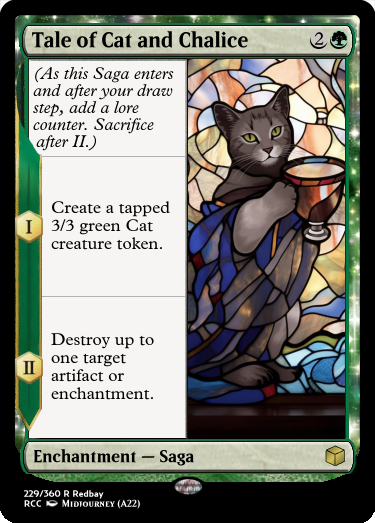 Tale of Cat and Chalice 2
(As this Saga enters
and after your draw
step, add a lore
counter. Sacrifice
after II.)
I
Create a tapped
3/3 green Cat
creature token.
II
Destroy up to
one target
artifact or
enchantment.
Enchantment — Saga
229/360 R Redbay
RCC Midjourney (A22)